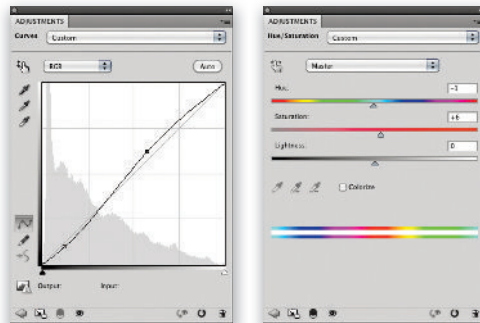 ADJUSTMENTS
Curves
Custom
RGB
Auto
Output:
Input:
ADJUSTMENTS
Hue/Saturation
Custom
Master
Hue:
-1
Saturation:
+6
Lightness:
0
Colorize